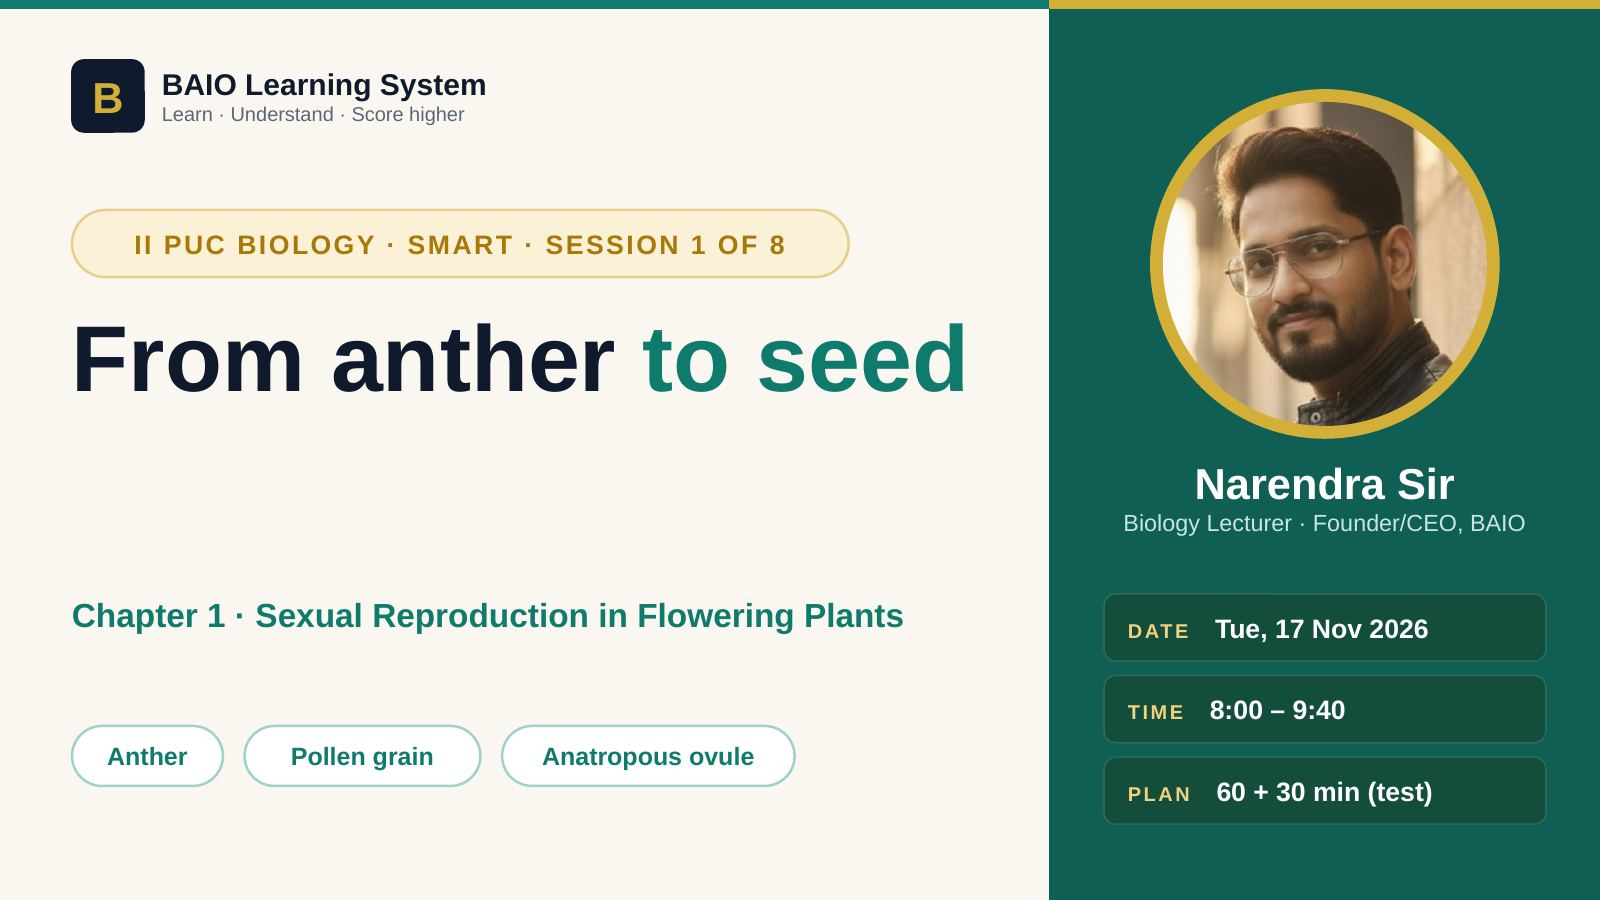 B
BAIO Learning System
Learn · Understand · Score higher
II PUC BIOLOGY · SMART · SESSION 1 OF 8
From anther to seed
Chapter 1 · Sexual Reproduction in Flowering Plants
Anther
Pollen grain
Anatropous ovule
Narendra Sir
Biology Lecturer · Founder/CEO, BAIO
DATE Tue, 17 Nov 2026
TIME 8:00 – 9:40
PLAN 60 + 30 min (test)